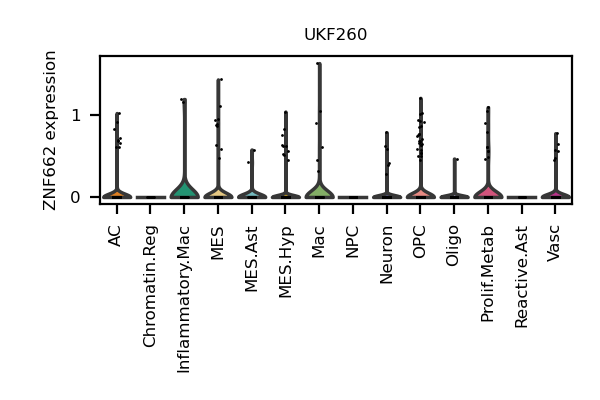 UKF260
ZNF662 expression
1
0
AC
Chromatin.Reg
Inflammatory.Mac
MES
MES.Ast
MES.Hyp
Mac
NPC
Neuron
OPC
Oligo
Prolif.Metab
Reactive.Ast
Vasc